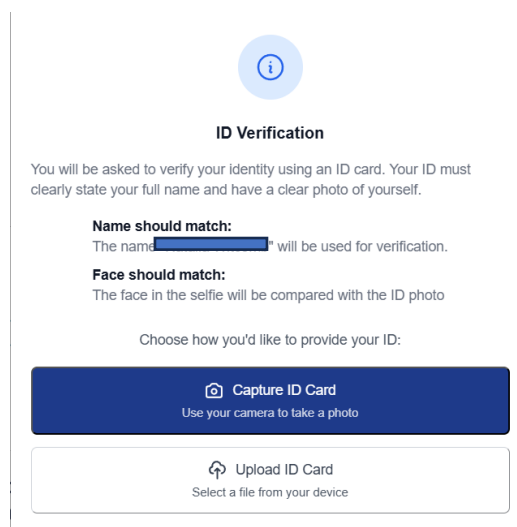 ID Verification
You will be asked to verify your identity using an ID card. Your ID must
clearly state your full name and have a clear photo of yourself.
Name should match:
The name " will be used for verification.
Face should match:
The face in the selfie will be compared with the ID photo
Choose how you'd like to provide your ID:
Capture ID Card
Use your camera to take a photo
Upload ID Card
Select a file from your device